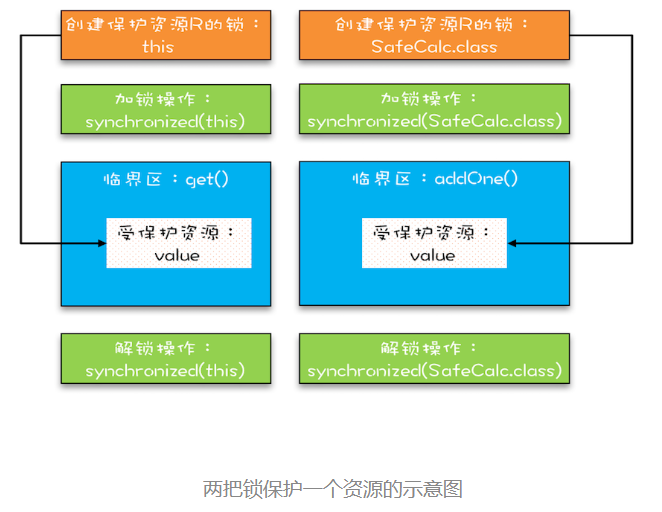 创建保护资源R的锁：
this
加锁操作：
synchronized(this)
临界区：get()
受保护资源：
value
解锁操作：
synchronized(this)
创建保护资源R的锁：
SafeCalc.class
加锁操作：
synchronized(SafeCalc.class)
临界区：addOne()
受保护资源：
value
解锁操作：
synchronized(SafeCalc.class)
两把锁保护一个资源的示意图